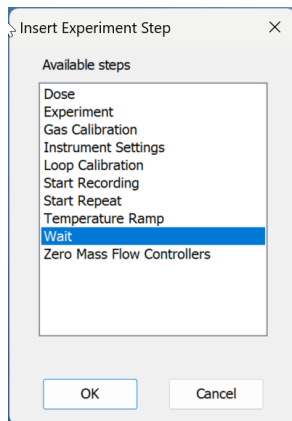 Insert Experiment Step
Available steps
Dose
Experiment
Gas Calibration
Instrument Settings
Loop Calibration
Start Recording
Start Repeat
Temperature Ramp
Wait
Zero Mass Flow Controllers
OK Cancel